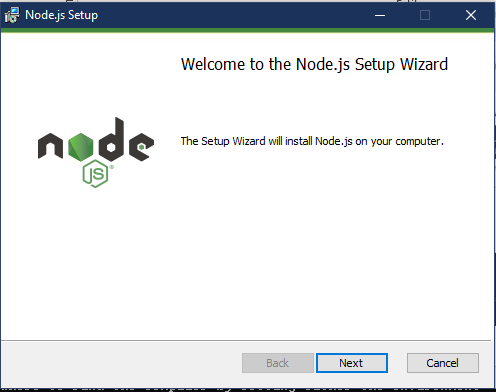 Node.js Setup
Welcome to the Node.js Setup Wizard
node
JS®
The Setup Wizard will install Node.js on your computer.
Back
Next
Cancel